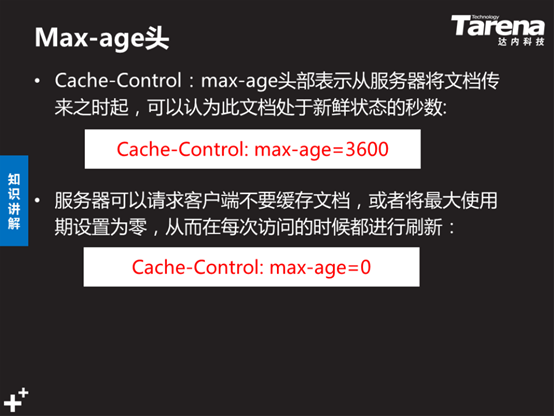 Technology
Tarena
达内科技
Max-age头
• Cache-Control：max-age头部表示从服务器将文档传
来之时起，可以认为此文档处于新鲜状态的秒数:
Cache-Control: max-age=3600
知识讲解
• 服务器可以请求客户端不要缓存文档，或者将最大使用
期设置为零，从而在每次访问的时候都进行刷新：
Cache-Control: max-age=0